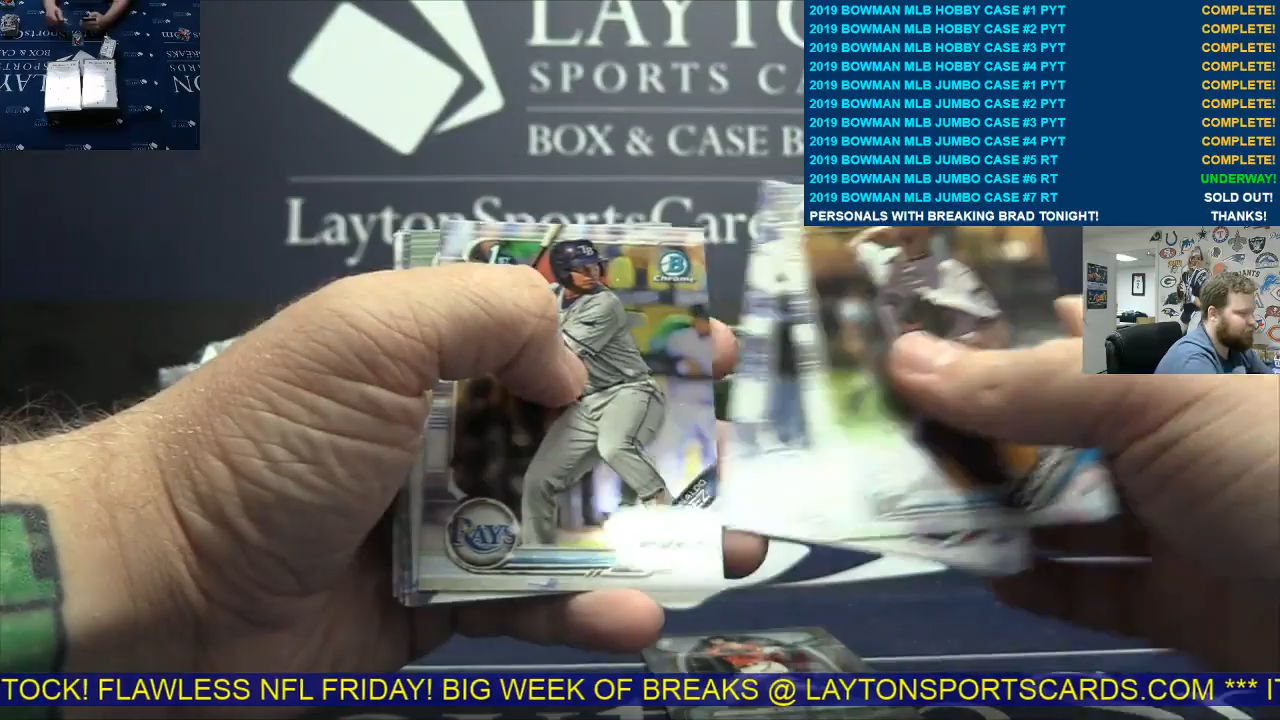 LAYTO
SPORTS CA
BOX & CASE B
LaytonSportsCar
2019 BOWMAN MLB HOBBY CASE #1 PYT COMPLETE!
2019 BOWMAN MLB HOBBY CASE #2 PYT COMPLETE!
2019 BOWMAN MLB HOBBY CASE #3 PYT COMPLETE!
2019 BOWMAN MLB HOBBY CASE #4 PYT COMPLETE!
2019 BOWMAN MLB JUMBO CASE #1 PYT COMPLETE!
2019 BOWMAN MLB JUMBO CASE #2 PYT COMPLETE!
2019 BOWMAN MLB JUMBO CASE #3 PYT COMPLETE!
2019 BOWMAN MLB JUMBO CASE #4 PYT COMPLETE!
2019 BOWMAN MLB JUMBO CASE #5 RT COMPLETE!
2019 BOWMAN MLB JUMBO CASE #6 RT UNDERWAY!
2019 BOWMAN MLB JUMBO CASE #7 RT SOLD OUT!
PERSONALS WITH BREAKING BRAD TONIGHT! THANKS!
TB
B
Chrome
RAYS
TOCK! FLAWLESS NFL FRIDAY! BIG WEEK OF BREAKS @ LAYTONSPORTSCARDS.COM *** I